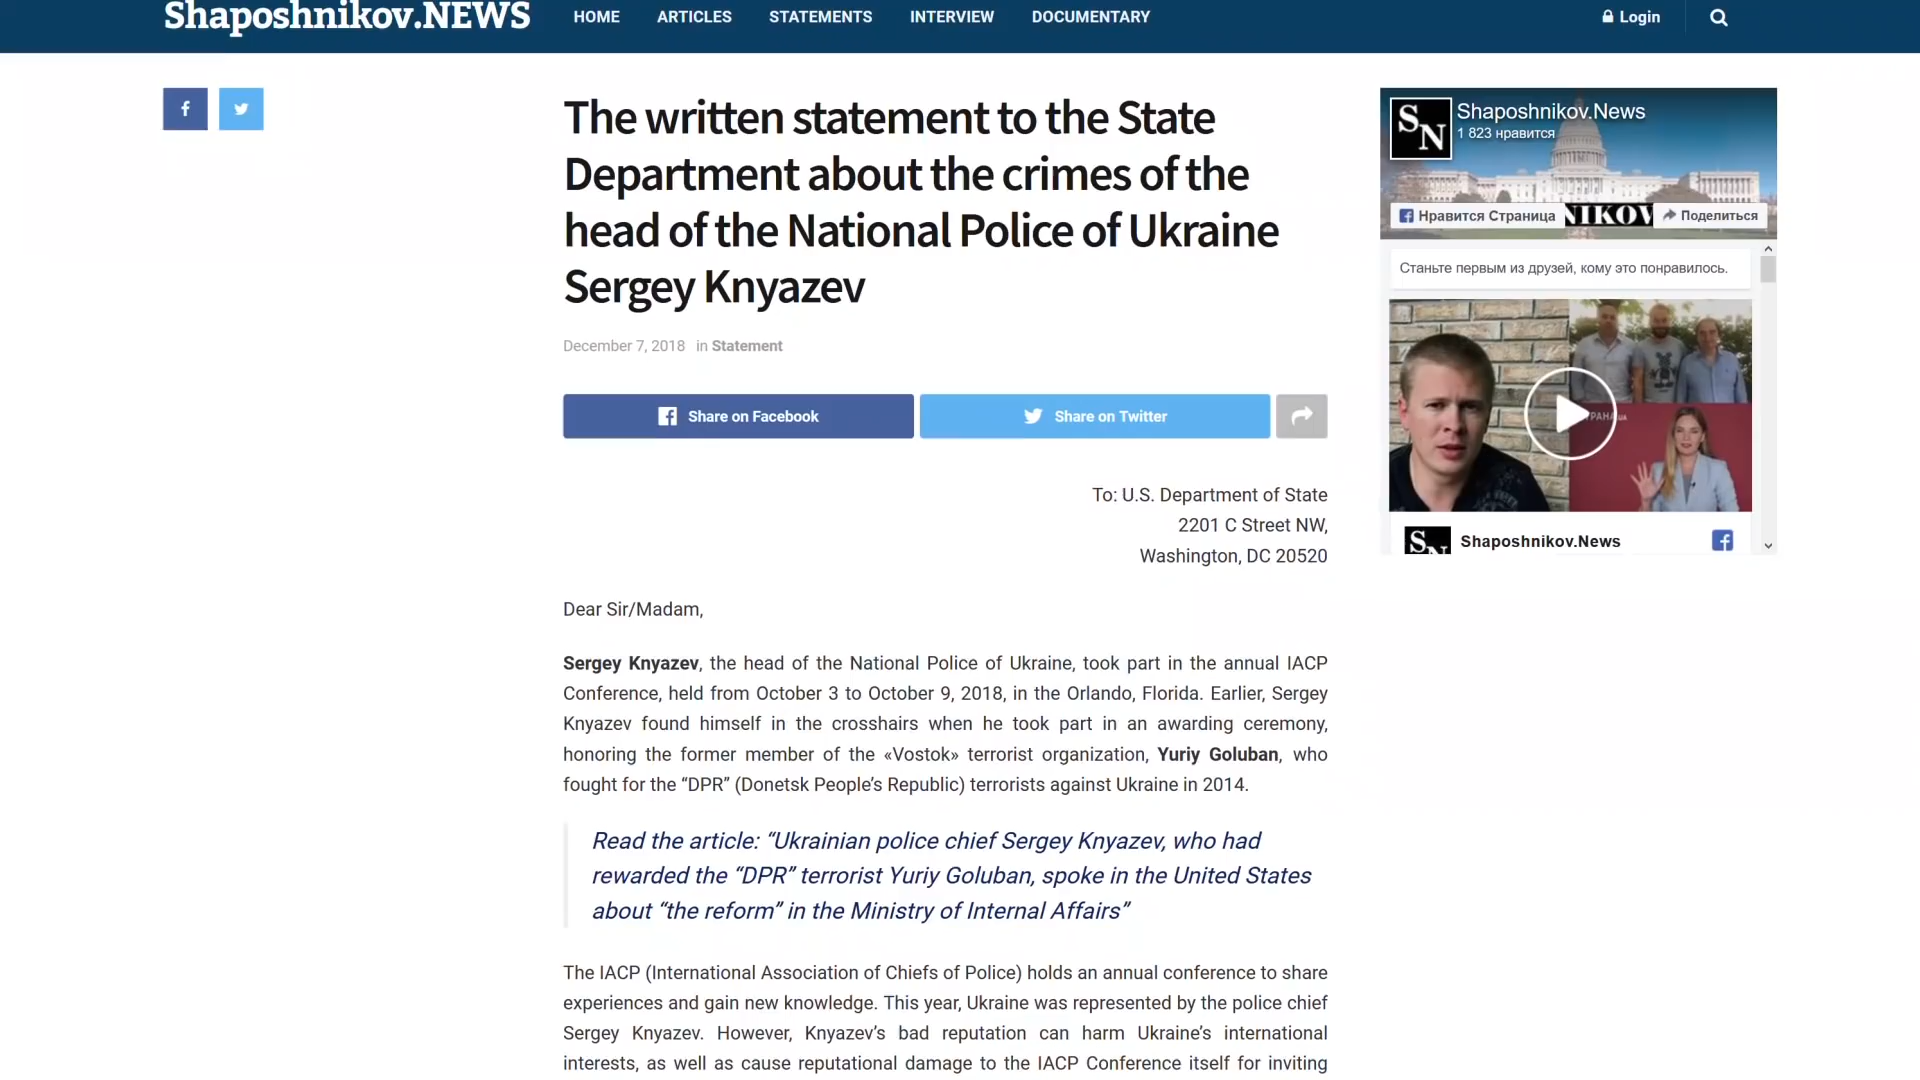 Shaposhnikov.NEWS
HOME
ARTICLES
STATEMENTS
INTERVIEW
DOCUMENTARY
Login
The written statement to the State
Department about the crimes of the
head of the National Police of Ukraine
Sergey Knyazev
December 7, 2018 in Statement
Share on Facebook
Share on Twitter
To: U.S. Department of State
2201 C Street NW,
Washington, DC 20520
Dear Sir/Madam,
Sergey Knyazev, the head of the National Police of Ukraine, took part in the annual IACP
Conference, held from October 3 to October 9, 2018, in the Orlando, Florida. Earlier, Sergey
Knyazev found himself in the crosshairs when he took part in an awarding ceremony,
honoring the former member of the «Vostok» terrorist organization, Yuriy Goluban, who
fought for the “DPR” (Donetsk People’s Republic) terrorists against Ukraine in 2014.
Read the article: “Ukrainian police chief Sergey Knyazev, who had
rewarded the “DPR” terrorist Yuriy Goluban, spoke in the United States
about “the reform” in the Ministry of Internal Affairs”
The IACP (International Association of Chiefs of Police) holds an annual conference to share
experiences and gain new knowledge. This year, Ukraine was represented by the police chief
Sergey Knyazev. However, Knyazev’s bad reputation can harm Ukraine’s international
interests, as well as cause reputational damage to the IACP Conference itself for inviting
SN
Shaposhnikov.News
1 823 нравится
Нравится Страница
NIKOV
Поделиться
Станьте первым из друзей, кому это понравилось.
SN
Shaposhnikov.News